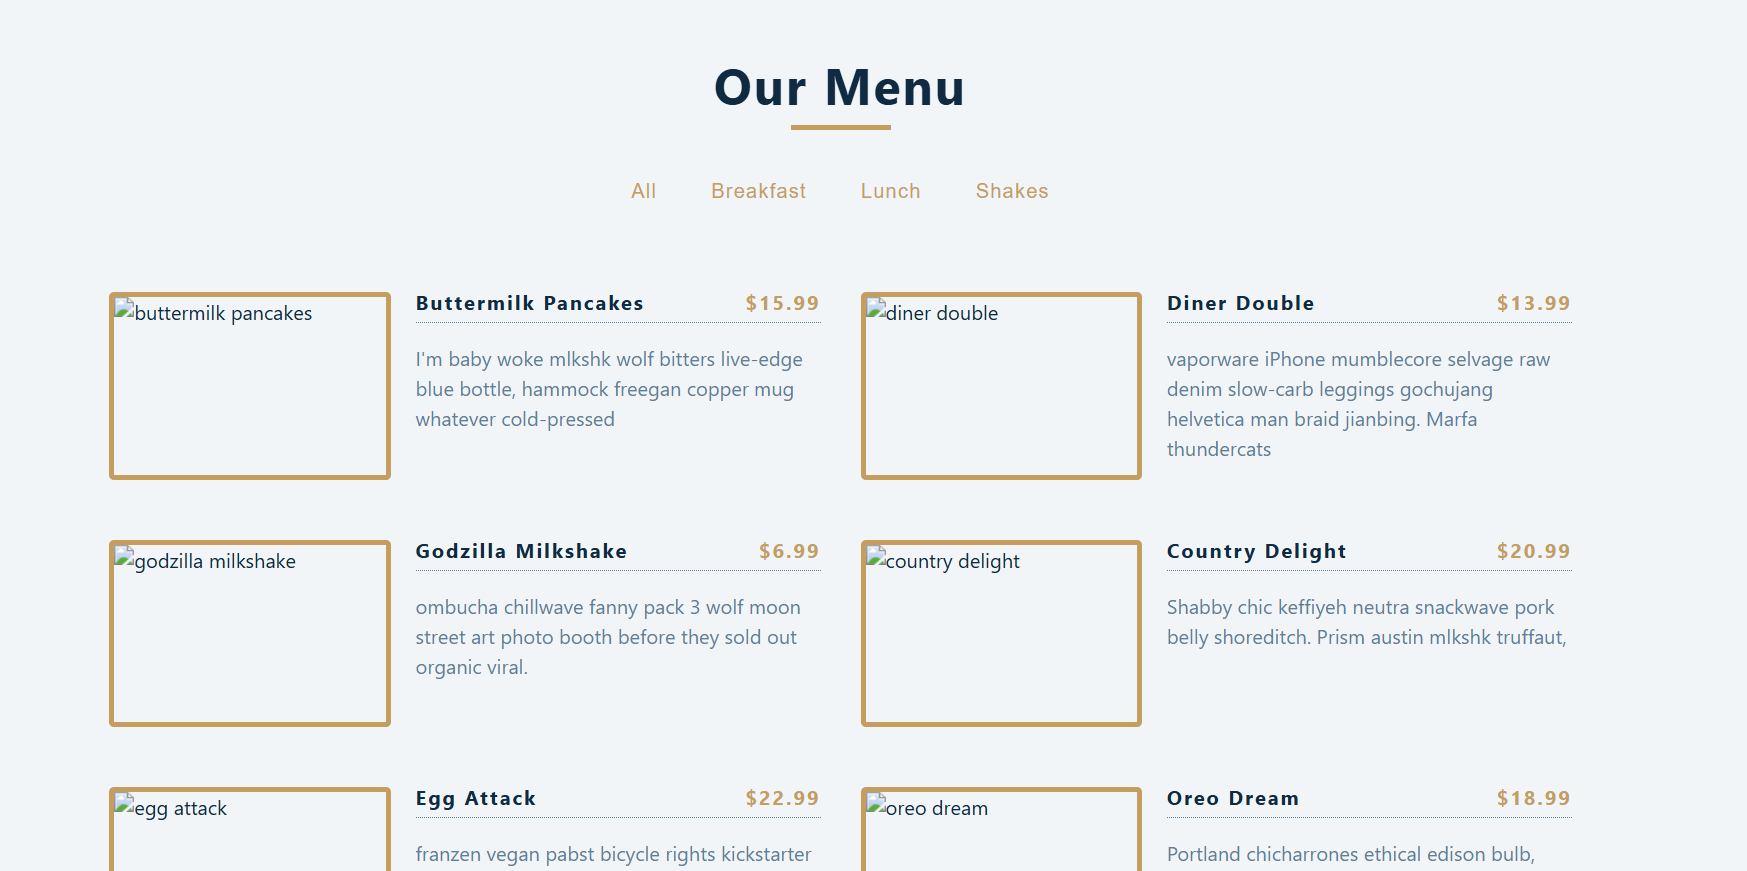 Our Menu
All Breakfast Lunch Shakes
buttermilk pancakes
Buttermilk Pancakes $15.99
I'm baby woke mlkshk wolf bitters live-edge
blue bottle, hammock freegan copper mug
whatever cold-pressed
diner double
Diner Double $13.99
vaporware iPhone mumblecore selvage raw
denim slow-carb leggings gochujang
helvetica man braid jianbing. Marfa
thundercats
godzilla milkshake
Godzilla Milkshake $6.99
ombucha chillwave fanny pack 3 wolf moon
street art photo booth before they sold out
organic viral.
country delight
Country Delight $20.99
Shabby chic keffiyeh neutra snackwave pork
belly shoreditch. Prism austin mlkshk truffaut,
egg attack
Egg Attack $22.99
franzen vegan pabst bicycle rights kickstarter
oreo dream
Oreo Dream $18.99
Portland chicharrones ethical edison bulb,